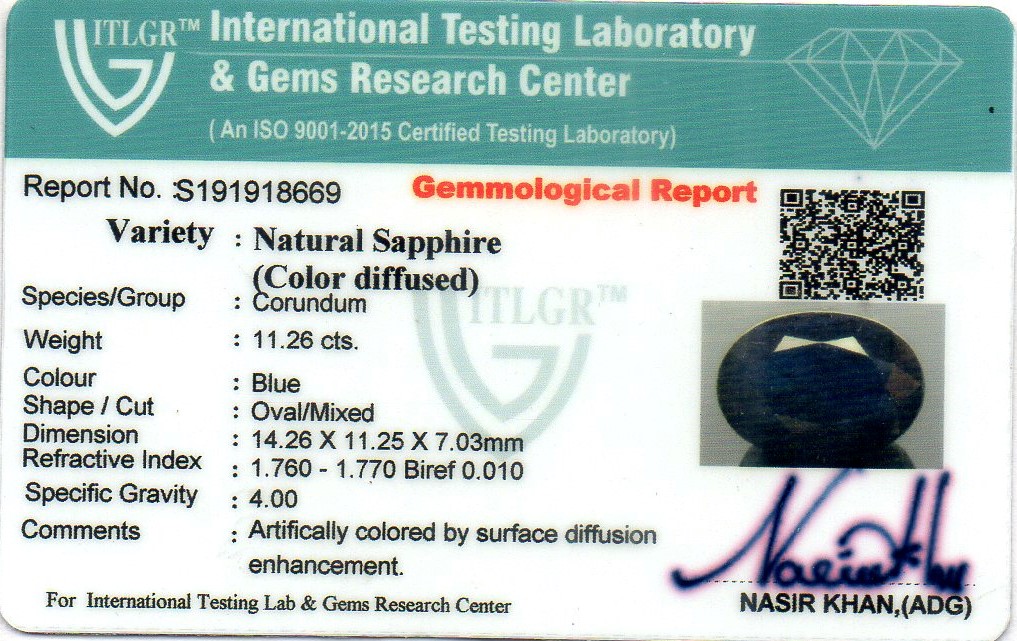 ITLGR™ International Testing Laboratory
& Gems Research Center
( An ISO 9001-2015 Certified Testing Laboratory)
Report No. :S191918669
Gemmological Report
Variety : Natural Sapphire
(Color diffused)
Species/Group : Corundum
ITLGR™
Weight : 11.26 cts.
Colour : Blue
Shape / Cut : Oval/Mixed
Dimension : 14.26 X 11.25 X 7.03mm
Refractive Index : 1.760 - 1.770 Biref 0.010
Specific Gravity : 4.00
Comments : Artifically colored by surface diffusion
enhancement.
For International Testing Lab & Gems Research Center
NASIR KHAN,(ADG)